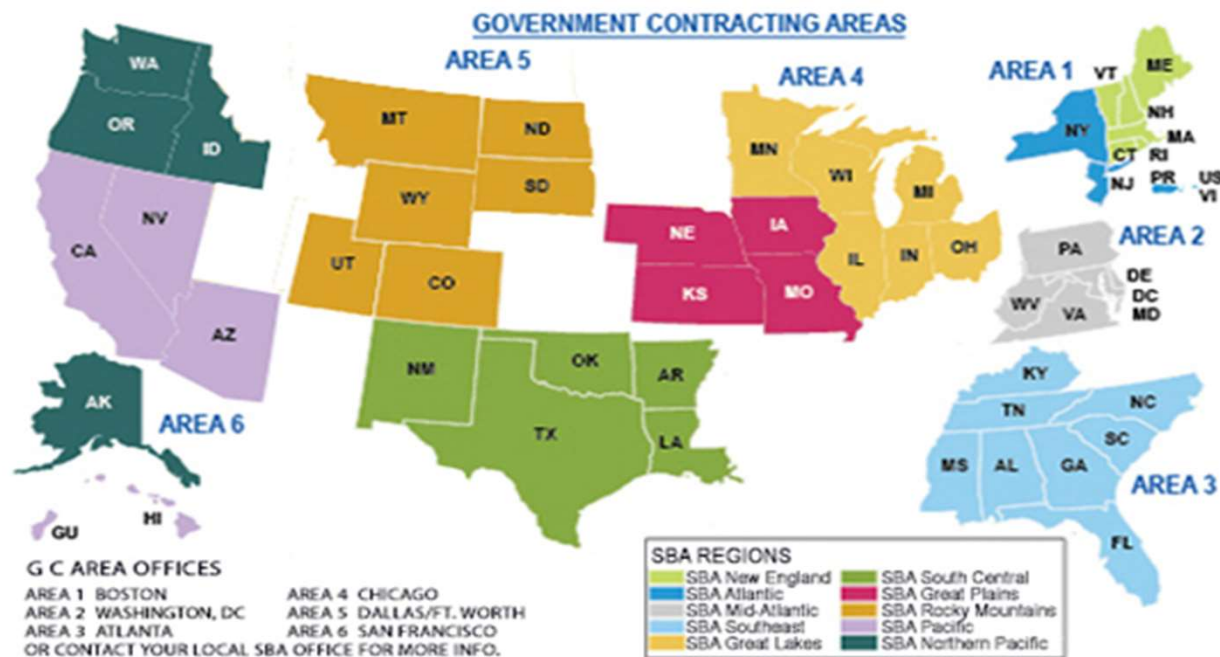 GOVERNMENT CONTRACTING AREAS
AREA 5
AREA 4
AREA 1
WA
OR
ID
NV
CA
AZ
AK
AREA 6
HI
GU
MT
ND
SD
WY
UT
CO
NM
OK
TX
AR
LA
MN
WI
MI
IA
NE
KS
MO
IL
IN
OH
VT
ME
NH
NY
MA
CT
RI
NJ
PR
US
VI
AREA 2
PA
DE
DC
MD
WV
VA
KY
TN
NC
SC
MS
AL
GA
FL
AREA 3
G C AREA OFFICES
AREA 1 BOSTON
AREA 2 WASHINGTON, DC
AREA 3 ATLANTA
AREA 4 CHICAGO
AREA 5 DALLAS/FT. WORTH
AREA 6 SAN FRANCISCO
OR CONTACT YOUR LOCAL SBA OFFICE FOR MORE INFO.
SBA REGIONS
SBA New England
SBA Atlantic
SBA Mid-Atlantic
SBA Southeast
SBA Great Lakes
SBA South Central
SBA Great Plains
SBA Rocky Mountains
SBA Pacific
SBA Northern Pacific